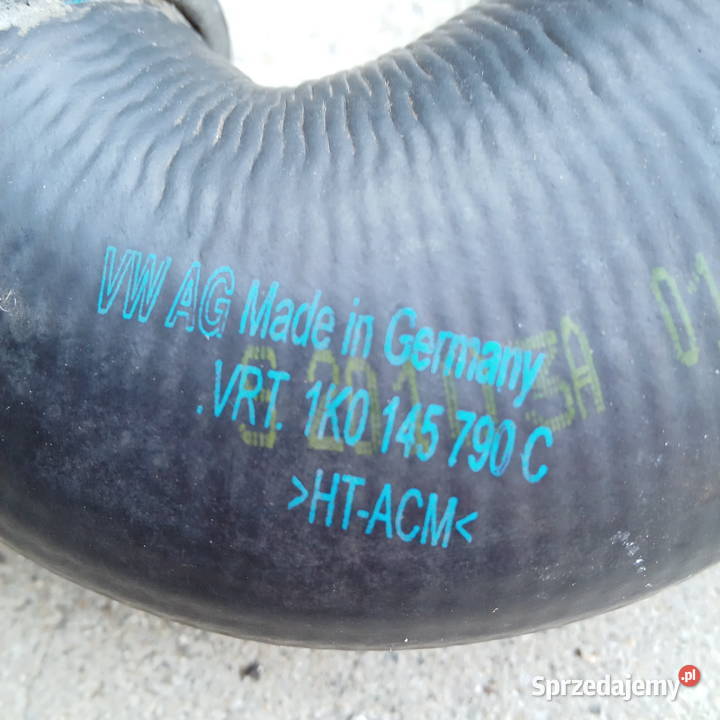 VW AG Made in Germany
.VRT. 1K0 145 790 C
>HT-ACM<
Sprzedajemy.pl